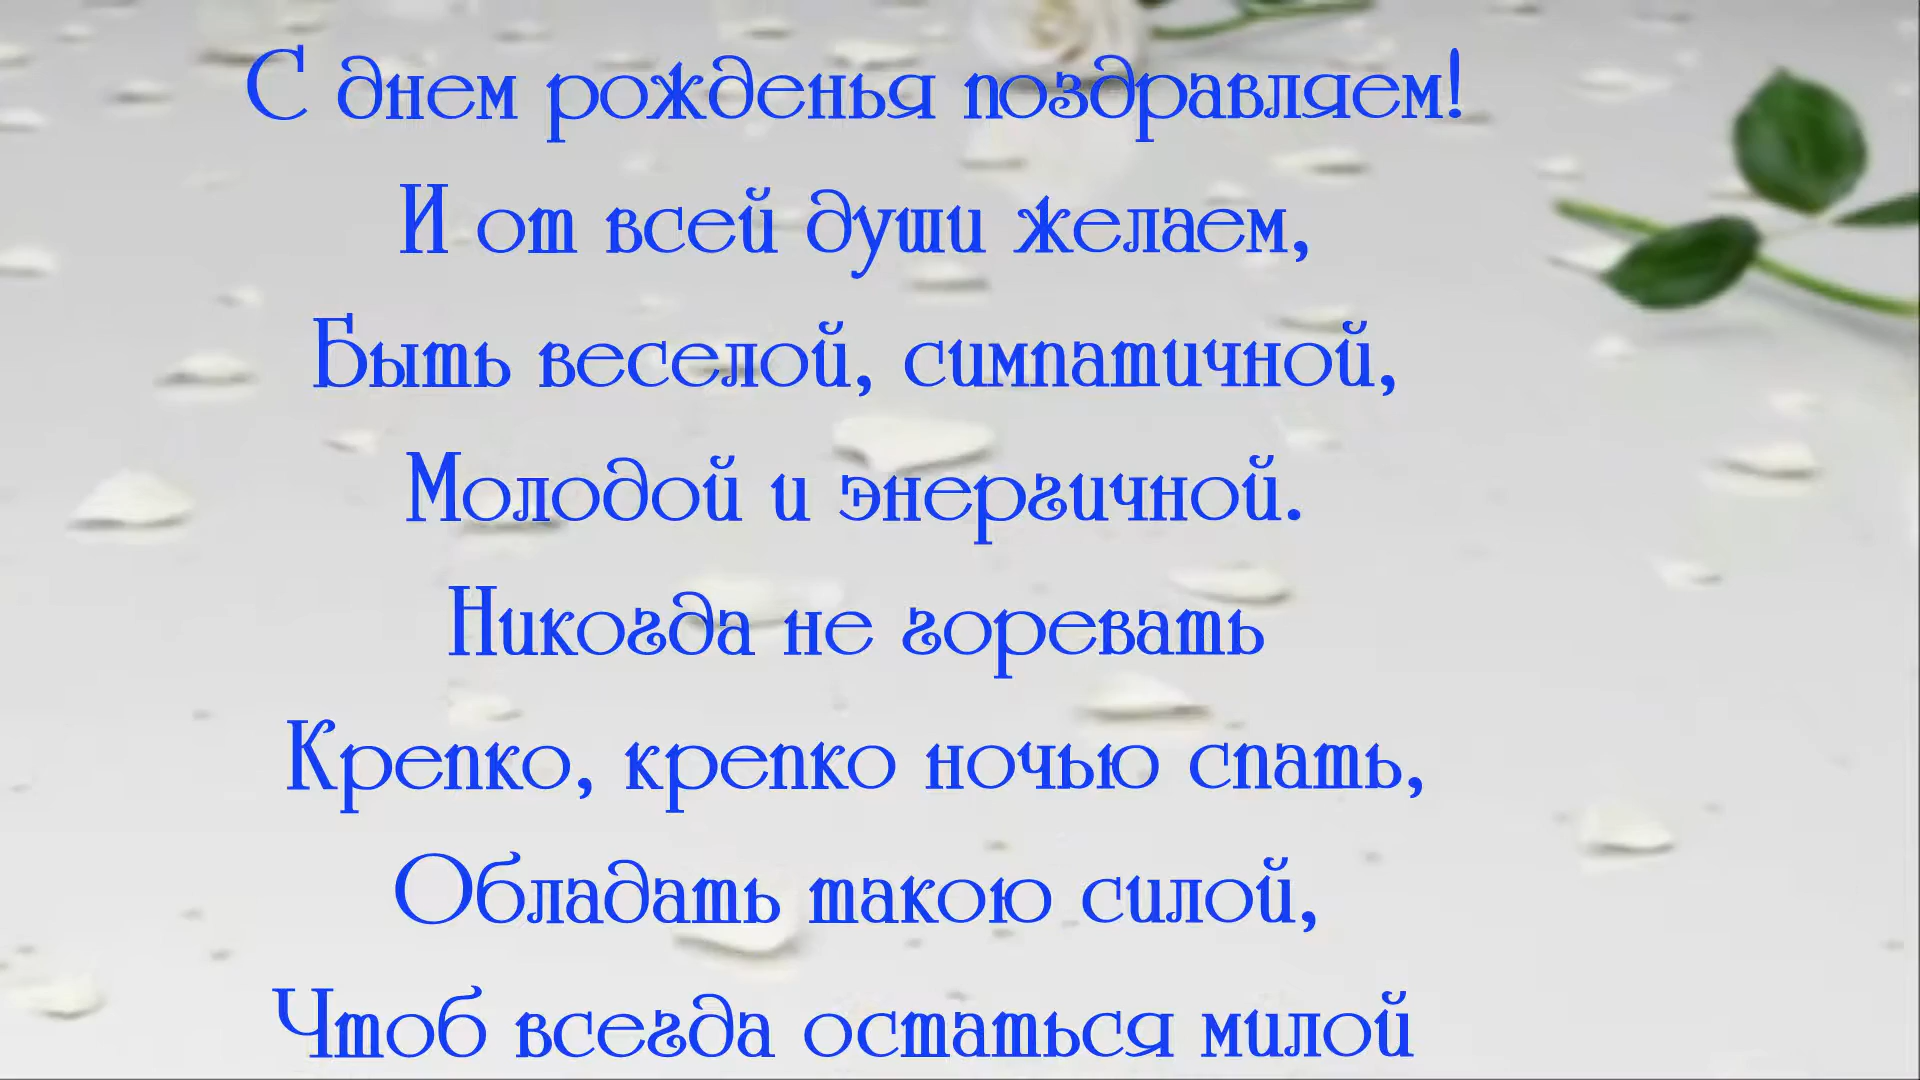 С днем рожденья поздравляем!
И от всей души желаем,
Быть веселой, симпатичной,
Молодой и энергичной.
Никогда не горевать
Крепко, крепко ночью спать,
Обладать такою силой,
Чтоб всегда остаться милой